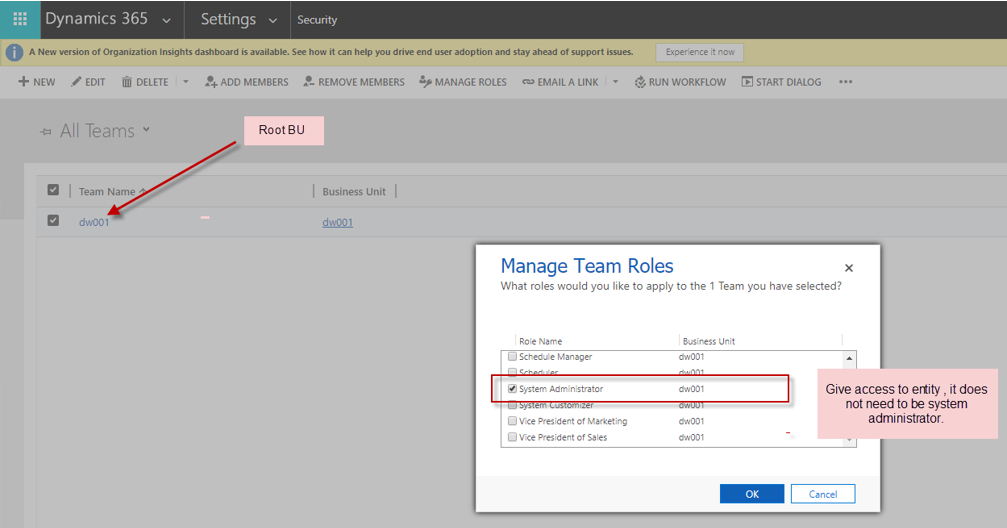 Dynamics 365 Settings Security
A New version of Organization Insights dashboard is available. See how it can help you drive end user adoption and stay ahead of support issues. Experience it now
NEW EDIT DELETE ADD MEMBERS REMOVE MEMBERS MANAGE ROLES EMAIL A LINK RUN WORKFLOW START DIALOG
All Teams
Root BU
Team Name Business Unit
dw001 dw001
Manage Team Roles
What roles would you like to apply to the 1 Team you have selected?
Role Name Business Unit
Schedule Manager dw001
Scheduler dw001
System Administrator dw001
System Customizer dw001
Vice President of Marketing dw001
Vice President of Sales dw001
Give access to entity , it does
not need to be system
administrator.
OK Cancel